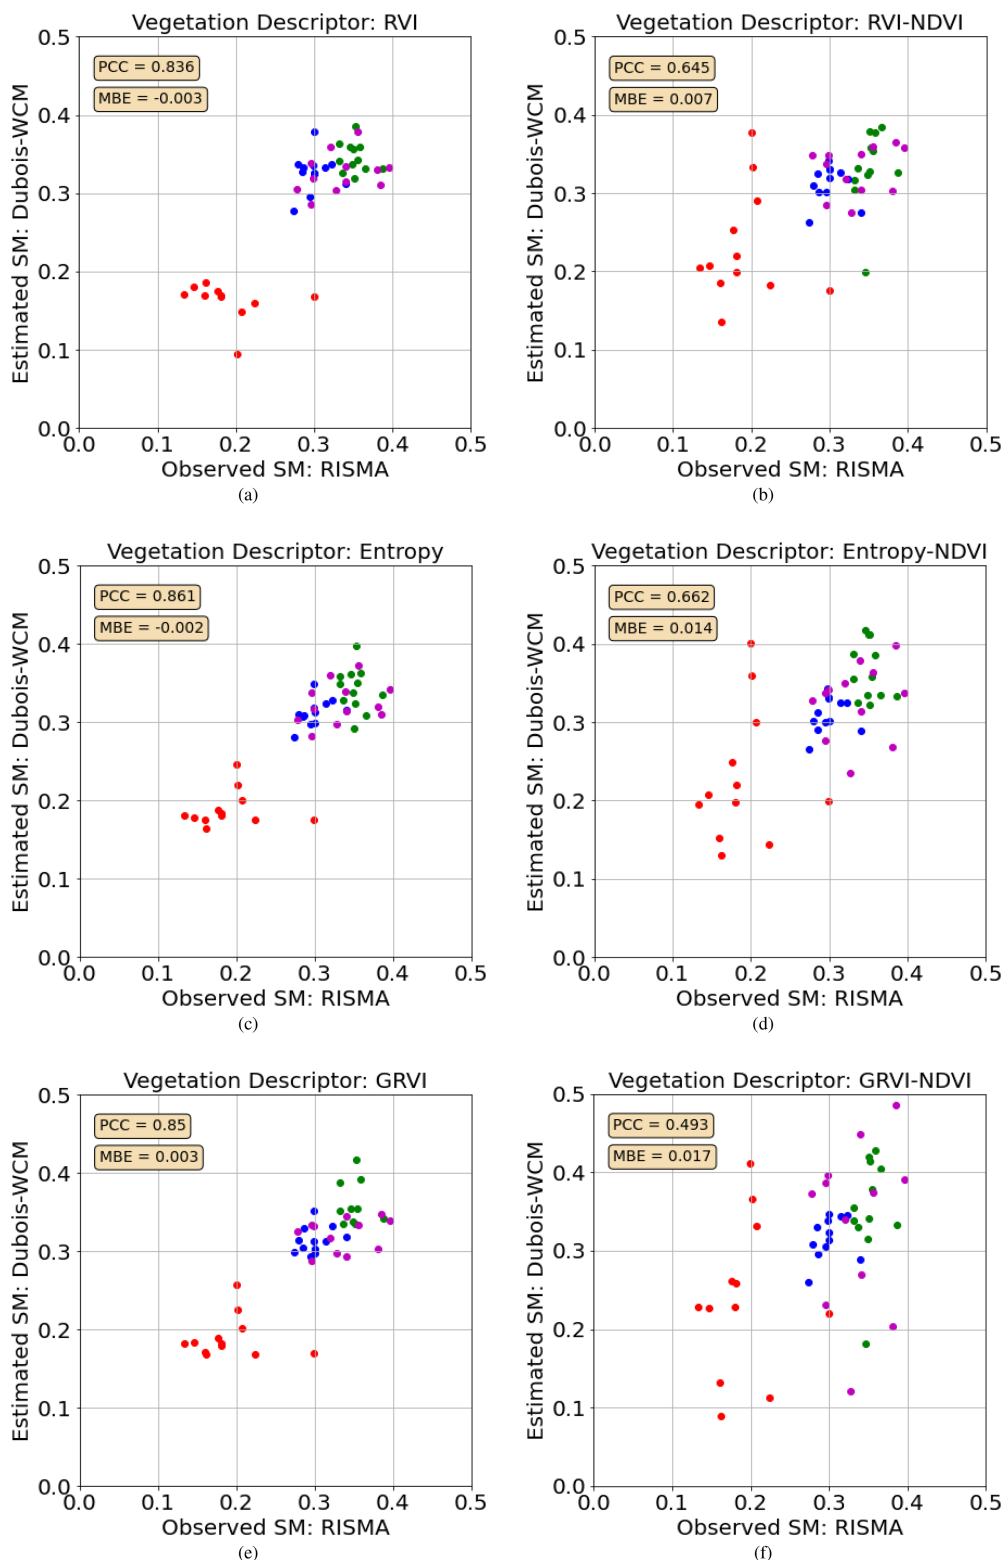 Vegetation Descriptor: RVI
PCC = 0.836
MBE = -0.003
Estimated SM: Dubois-WCM
0.5
0.4
0.3
0.2
0.1
0.0
0.0 0.1 0.2 0.3 0.4 0.5
Observed SM: RISMA
(a)
Vegetation Descriptor: RVI-NDVI
PCC = 0.645
MBE = 0.007
Estimated SM: Dubois-WCM
0.5
0.4
0.3
0.2
0.1
0.0
0.0 0.1 0.2 0.3 0.4 0.5
Observed SM: RISMA
(b)
Vegetation Descriptor: Entropy
PCC = 0.861
MBE = -0.002
Estimated SM: Dubois-WCM
0.5
0.4
0.3
0.2
0.1
0.0
0.0 0.1 0.2 0.3 0.4 0.5
Observed SM: RISMA
(c)
Vegetation Descriptor: Entropy-NDVI
PCC = 0.662
MBE = 0.014
Estimated SM: Dubois-WCM
0.5
0.4
0.3
0.2
0.1
0.0
0.0 0.1 0.2 0.3 0.4 0.5
Observed SM: RISMA
(d)
Vegetation Descriptor: GRVI
PCC = 0.85
MBE = 0.003
Estimated SM: Dubois-WCM
0.5
0.4
0.3
0.2
0.1
0.0
0.0 0.1 0.2 0.3 0.4 0.5
Observed SM: RISMA
(e)
Vegetation Descriptor: GRVI-NDVI
PCC = 0.493
MBE = 0.017
Estimated SM: Dubois-WCM
0.5
0.4
0.3
0.2
0.1
0.0
0.0 0.1 0.2 0.3 0.4 0.5
Observed SM: RISMA
(f)